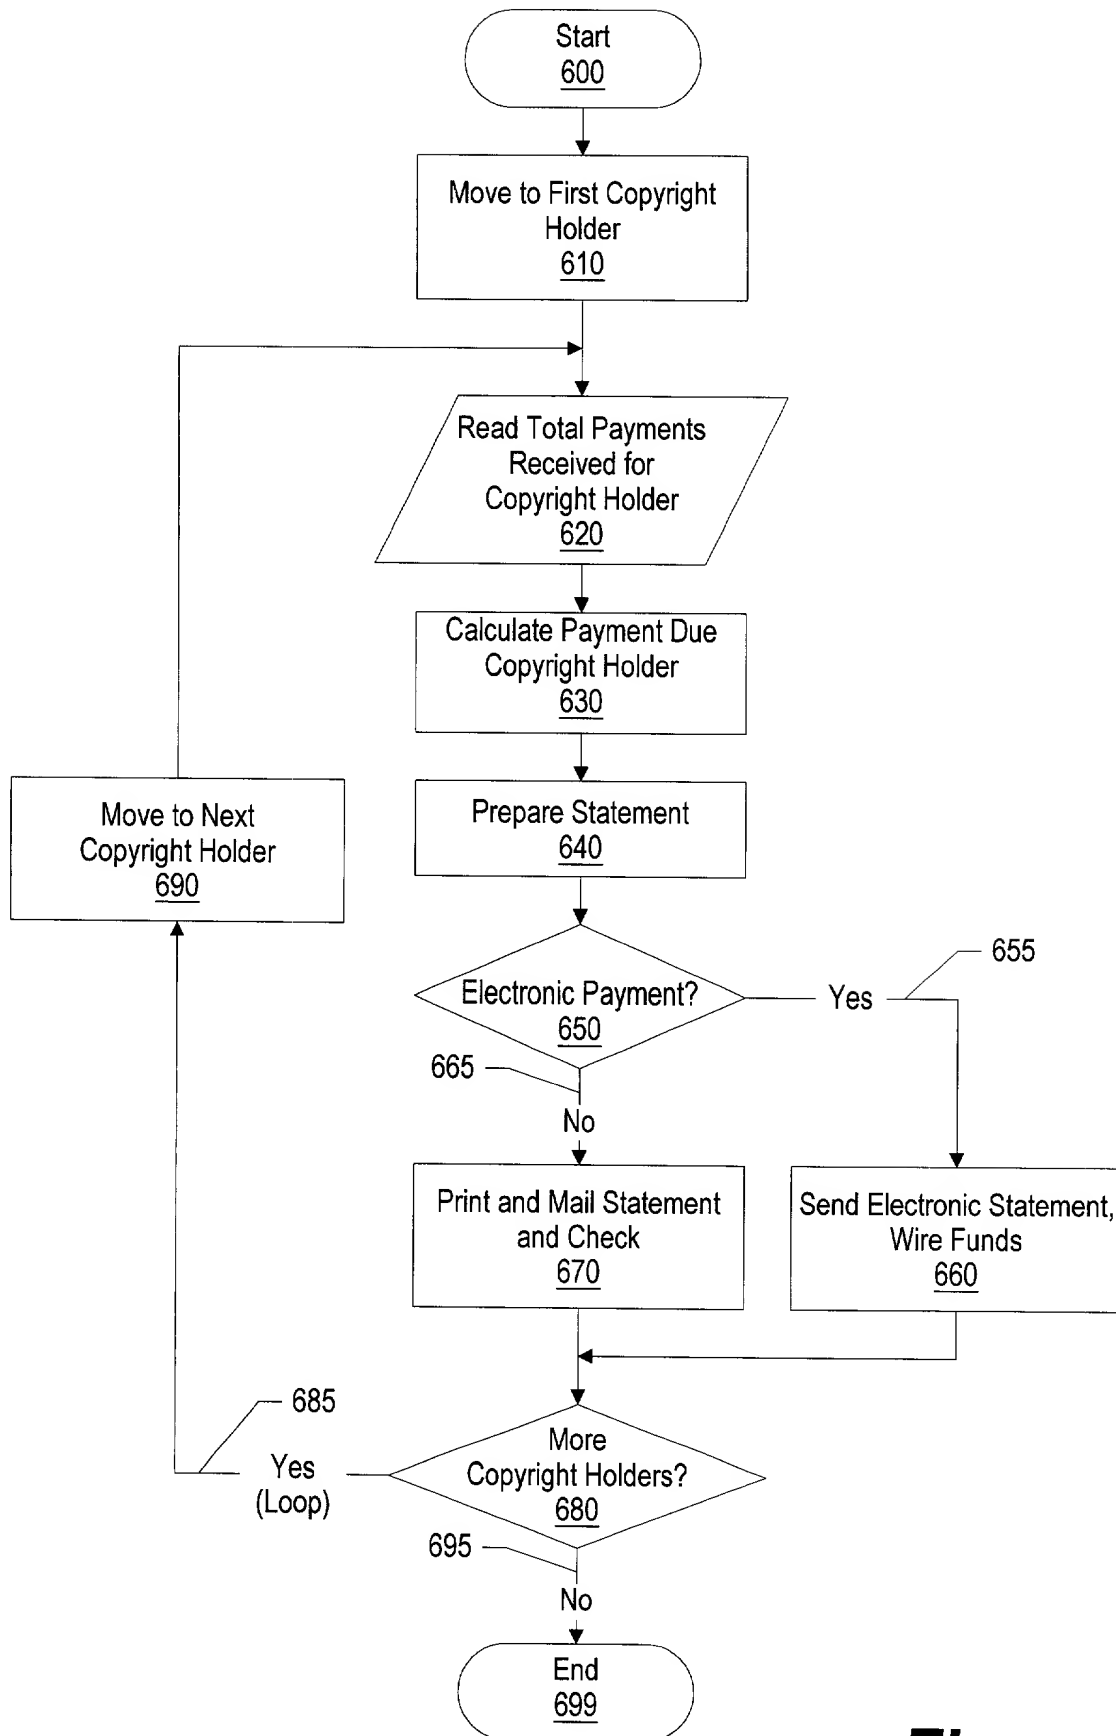 Start
600
Move to First Copyright
Holder
610
Read Total Payments
Received for
Copyright Holder
620
Calculate Payment Due
Copyright Holder
630
Prepare Statement
640
Move to Next
Copyright Holder
690
Electronic Payment?
650
Yes
655
665
No
Print and Mail Statement
and Check
670
Send Electronic Statement,
Wire Funds
660
More
Copyright Holders?
680
685
Yes
(Loop)
695
No
End
699